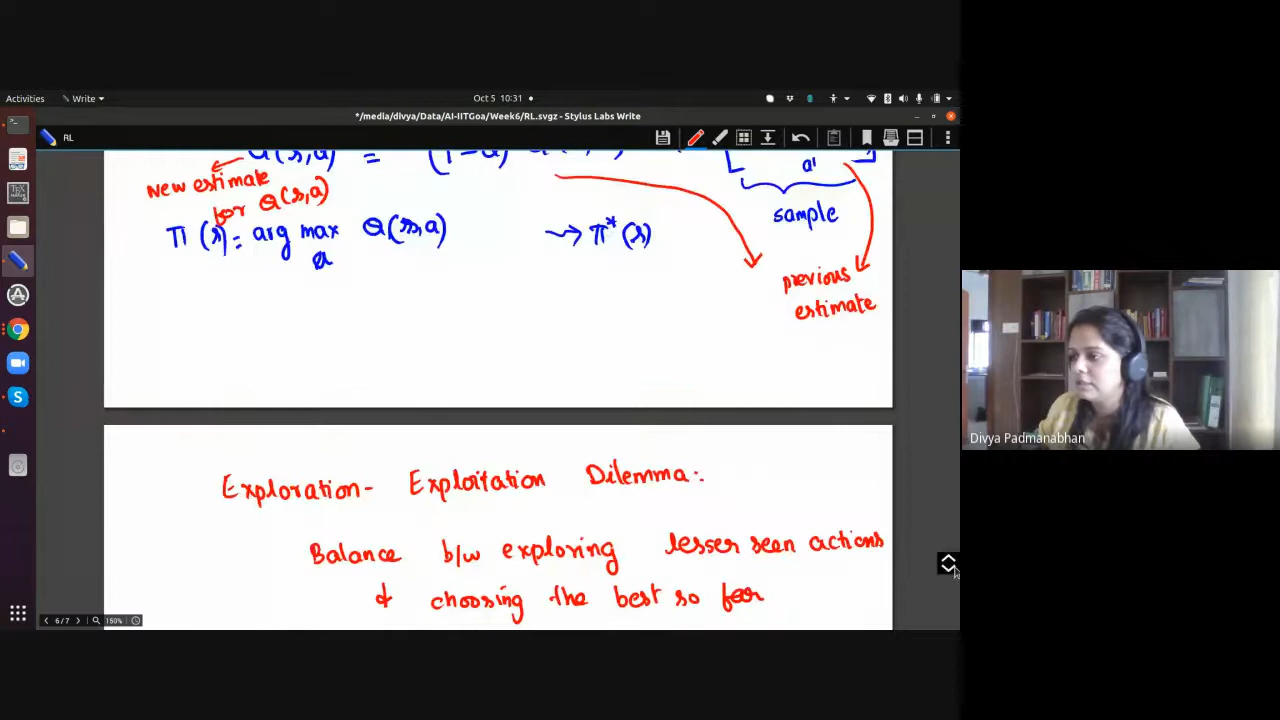 Activities Write ▾ Oct 5 10:31
*/media/divya/Data/AI-IITGoa/Week6/RL.svgz - Stylus Labs Write
RL
Q(s,a) = (1-α)
a'
New estimate
for Q(s,a)
sample
π(s) = arg max Q(s,a) → π*(s)
a
previous
estimate
Exploration- Exploitation Dilemma:
Balance b/w exploring lesser seen actions
& choosing the best so far
6/7 150%
Divya Padmanabhan